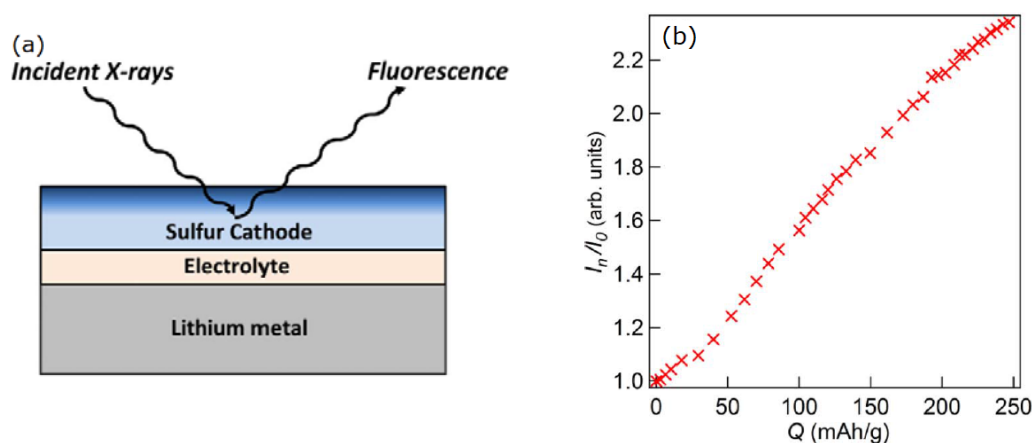 (a)
Incident X-rays
Fluorescence
Sulfur Cathode
Electrolyte
Lithium metal
(b)
2.2
2.0
1.8
1.6
1.4
1.2
1.0
Iₙ/I₀ (arb. units)
0
50
100
150
200
250
Q (mAh/g)